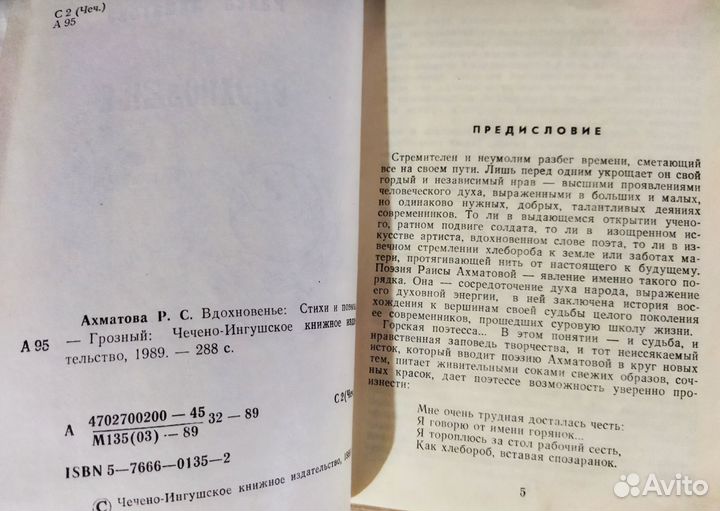 С 2 (Чеч.)
А 95
Ахматова Р. С. Вдохновенье: Стихи и
А 95 — Грозный: Чечено-Ингушское книжное
тельство, 1989. — 288 с.
А 4702700200 — 45 32 — 89
М135(03) — 89
С 2(Чеч
ISBN 5—7666—0135—2
© Чечено-Ингушское книжное издательство,
ПРЕДИСЛОВИЕ
Стремителен и неумолим разбег времени, сметающий
все на своем пути. Лишь перед одним укрощает он свой
гордый и независимый нрав — высшими проявлениями
человеческого духа, выраженными в больших и малых,
но одинаково нужных, добрых, талантливых деяниях
современников. То ли в выдающемся открытии учено-
го, ратном подвиге солдата, то ли в изощренном ис-
кусстве артиста, вдохновенном слове поэта, то ли в из-
вечном стремлении хлебороба к земле или заботах ма-
тери, протягивающей нить от настоящего к будущему.
Поэзия Раисы Ахматовой — явление именно такого по-
рядка. Она — сосредоточение духа народа, выражение
его духовной энергии, в ней заключена история вос-
хождения к вершинам своей судьбы целого поколения
ее современников, прошедших суровую школу жизни.
Горская поэтесса... В этом понятии — и судьба, и
нравственная заповедь творчества, и тот неиссякаемый
исток, который вводит поэзию Ахматовой в круг новых
тем, питает живительными соками свежих образов, соч-
ных красок, дает поэтессе возможность уверенно про-
изнести:
Мне очень трудная досталась честь:
Я говорю от имени горянок...
Я тороплюсь за стол рабочий сесть,
Как хлебороб, вставая спозаранок.
5
Avito